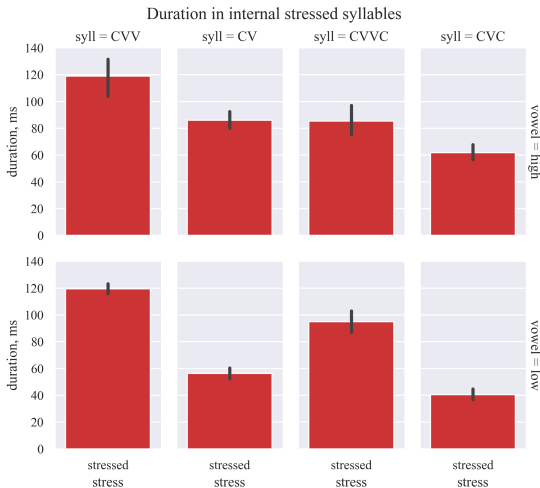 Duration in internal stressed syllables
syll = CVV
syll = CV
syll = CVVC
syll = CVC
140
120
100
80
60
40
20
0
duration, ms
vowel = high
140
120
100
80
60
40
20
0
duration, ms
vowel = low
stressed
stressed
stressed
stressed
stress
stress
stress
stress